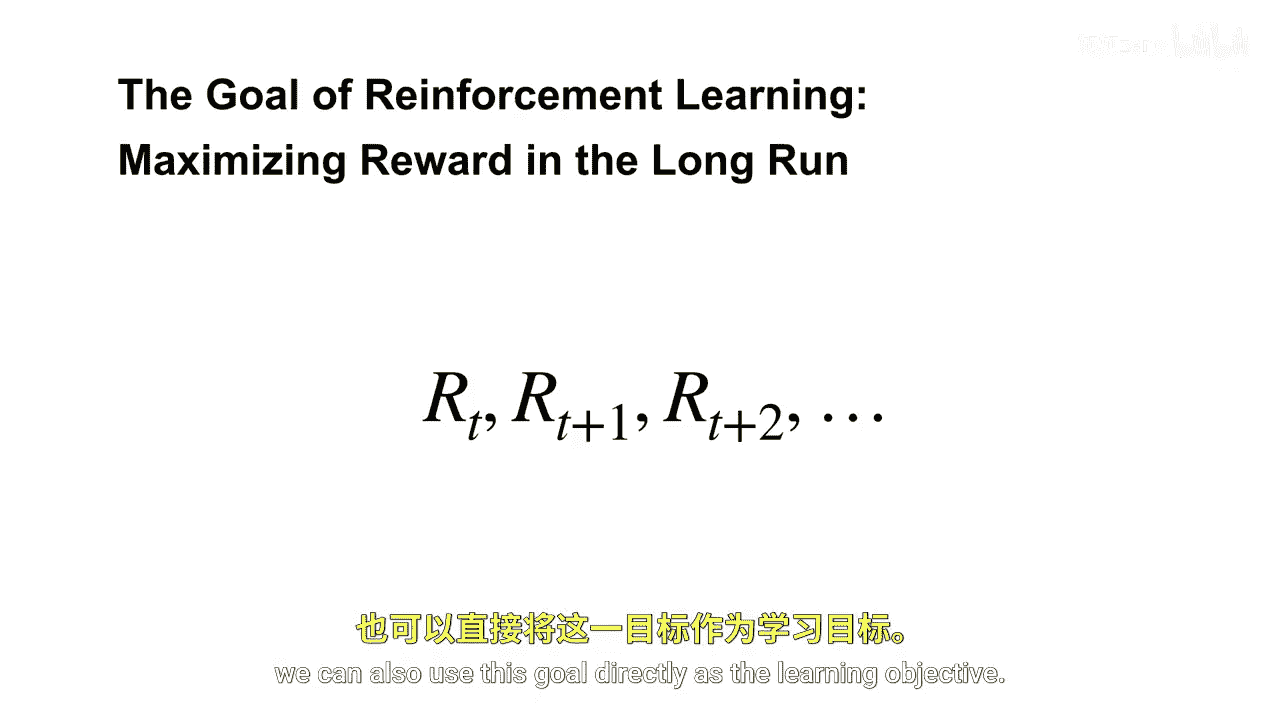 The Goal of Reinforcement Learning:
Maximizing Reward in the Long Run
R_t, R_{t+1}, R_{t+2}, …
也可以直接将这一目标作为学习目标。
we can also use this goal directly as the learning objective.